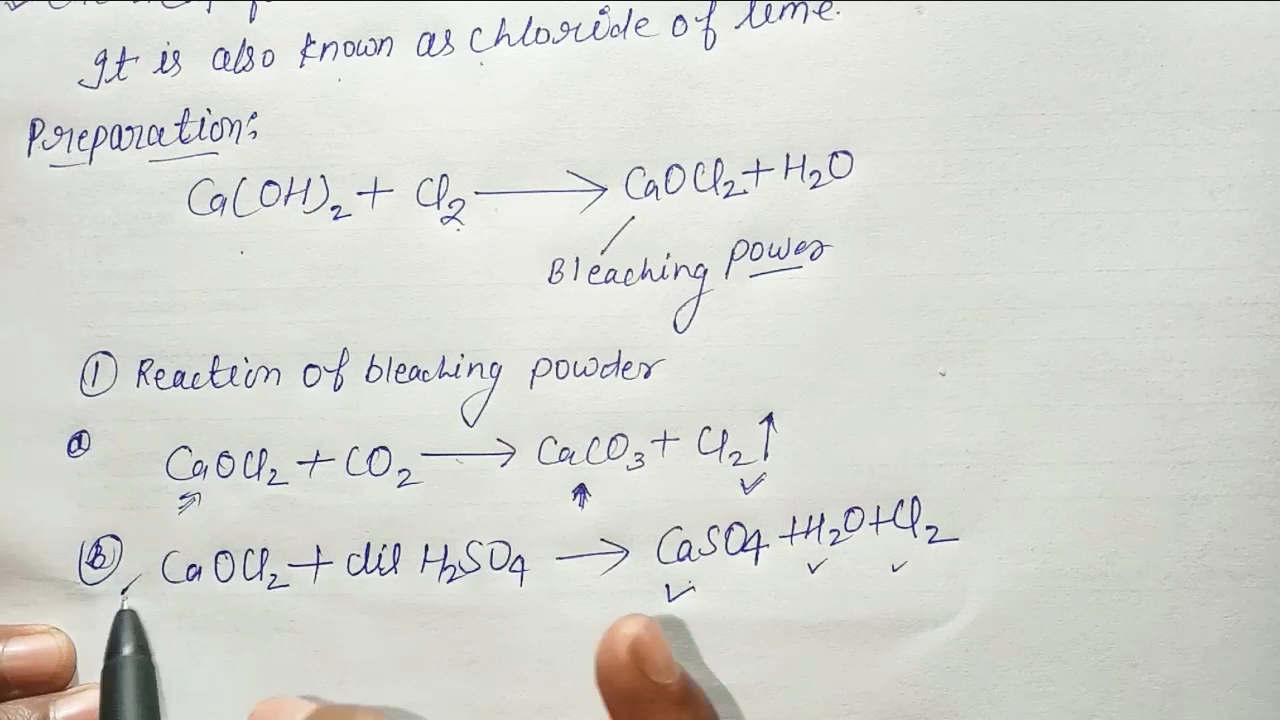 It is also known as chloride of lime.
Preparation:
Ca(OH)₂ + Cl₂ ⟶ CaOCl₂ + H₂O
Bleaching power
① Reaction of bleaching powder
ⓐ CaOCl₂ + CO₂ ⟶ CaCO₃ + Cl₂↑
ⓑ CaOCl₂ + dil H₂SO₄ ⟶ CaSO₄ + H₂O + Cl₂